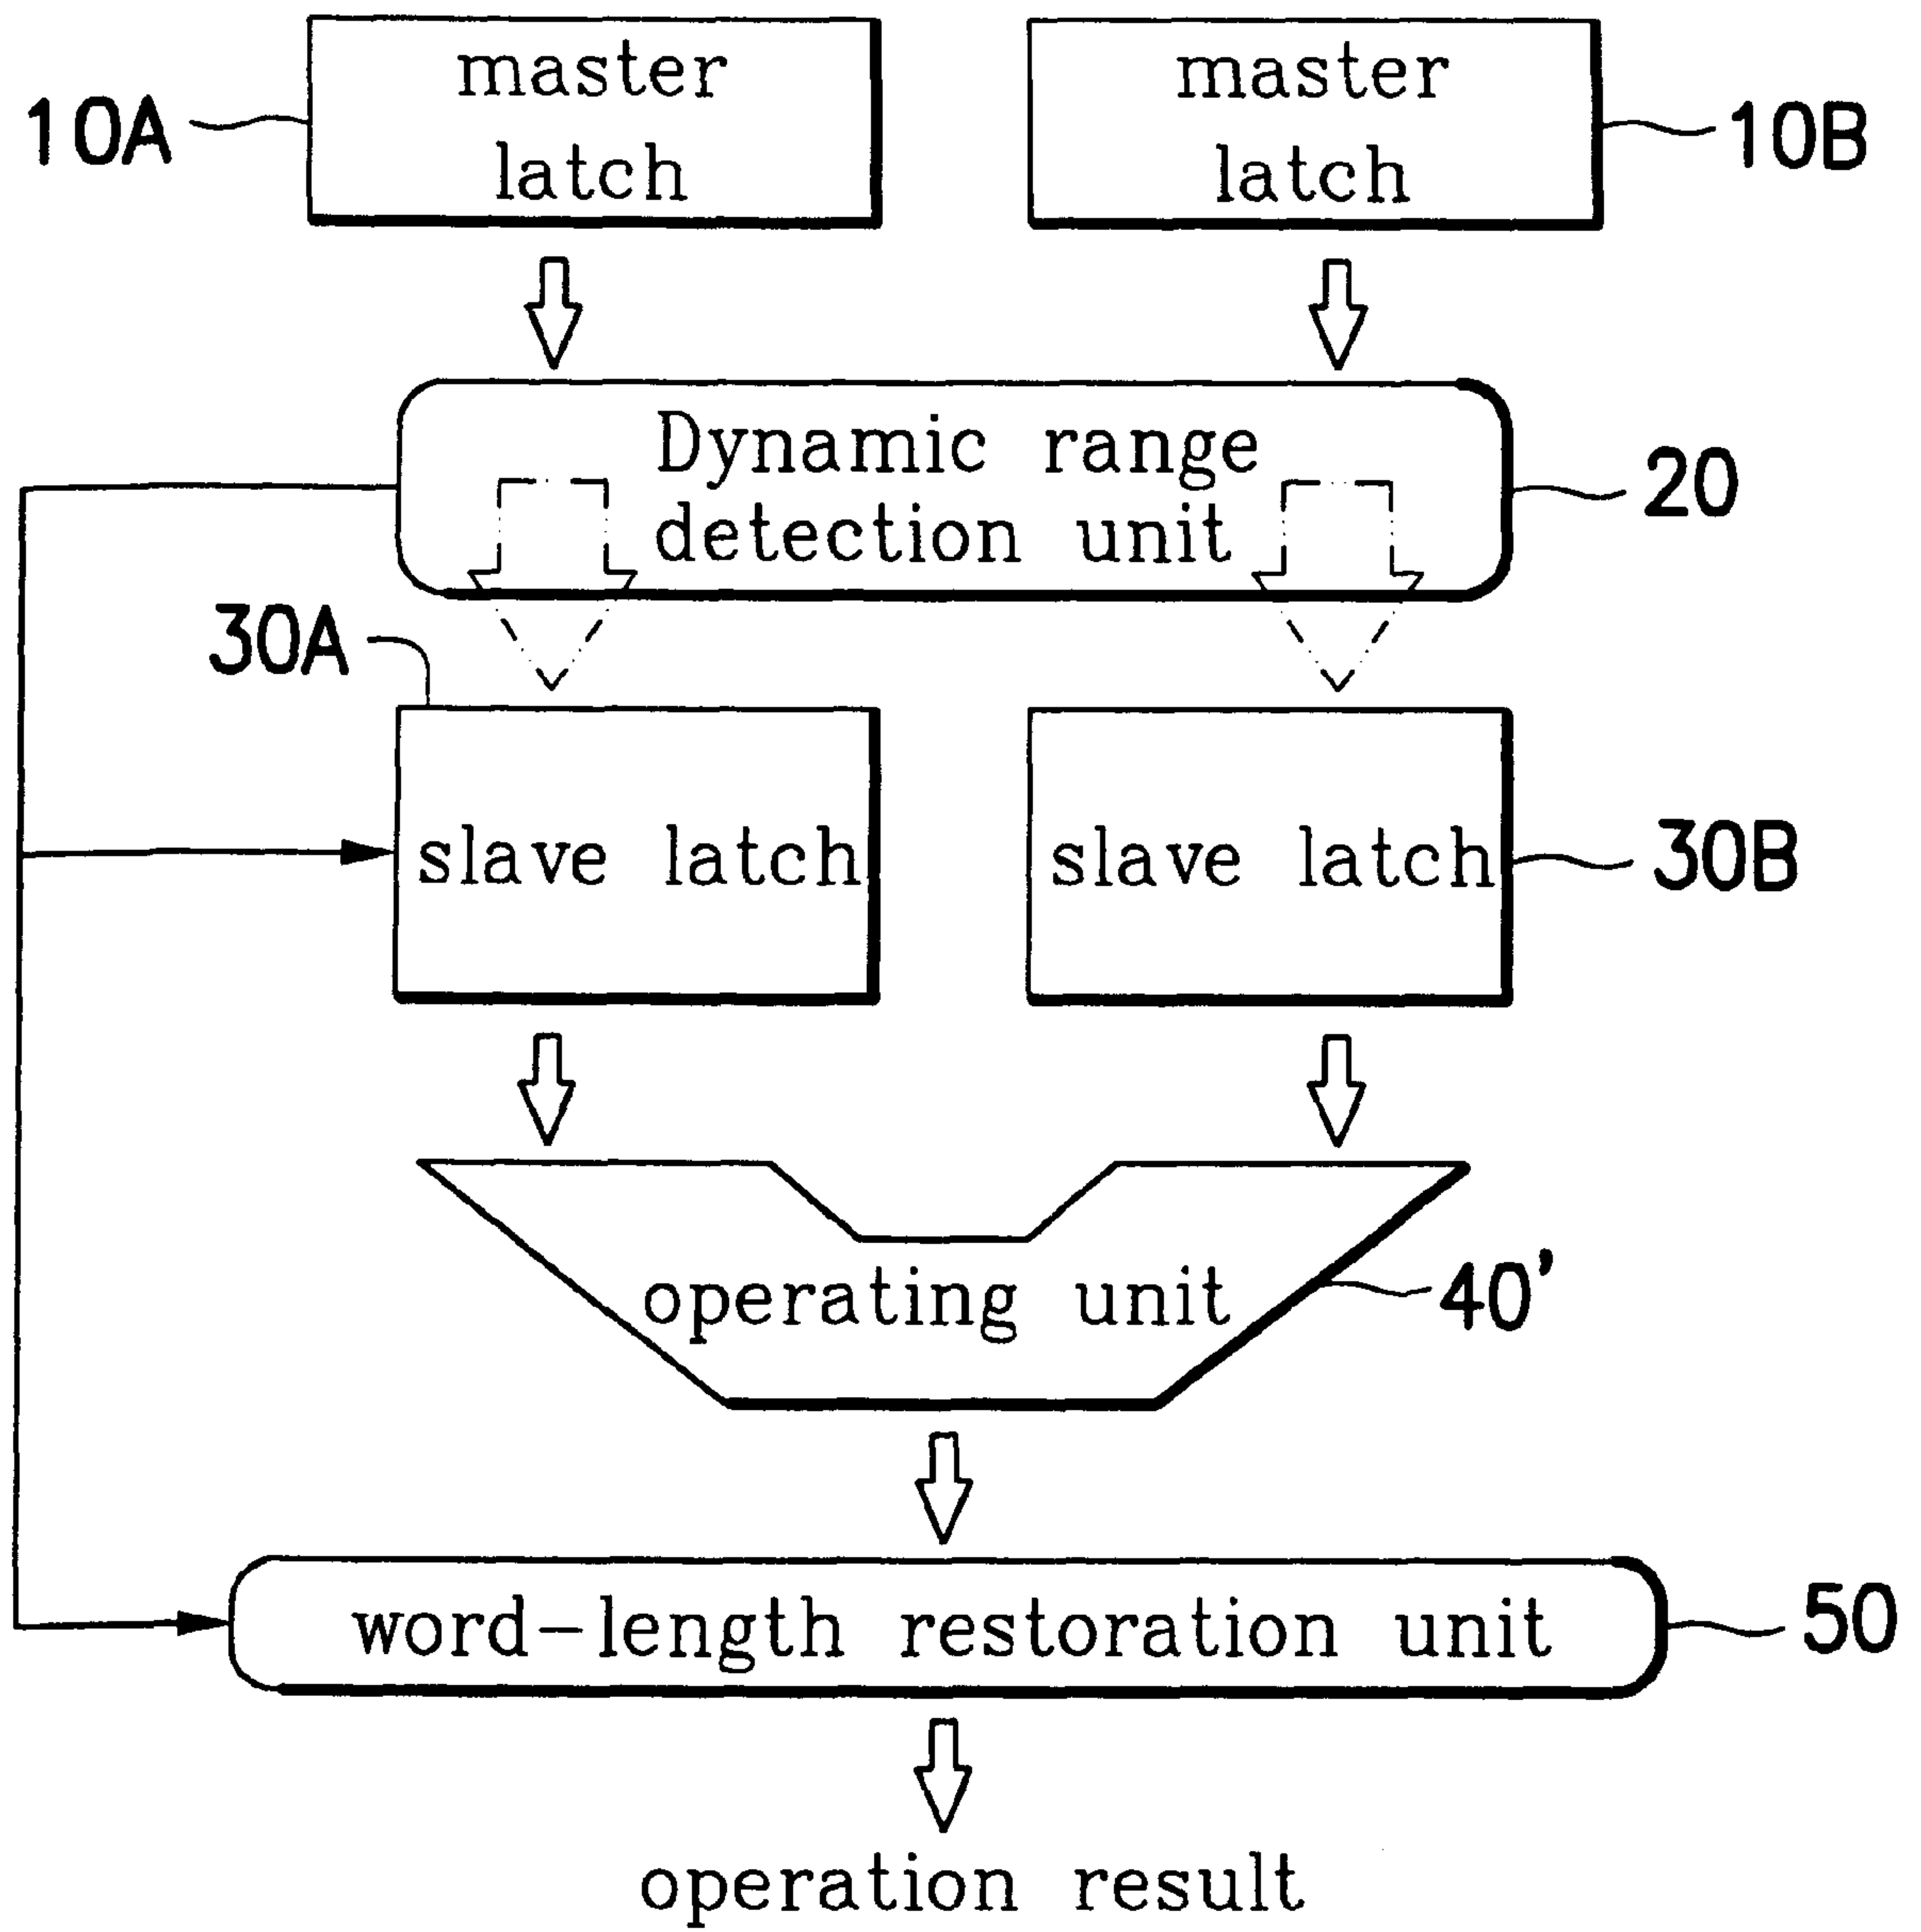 master
latch
10A
master
latch
10B
Dynamic range
detection unit
20
30A
slave latch
slave latch
30B
operating unit
40'
word-length restoration unit
50
operation result